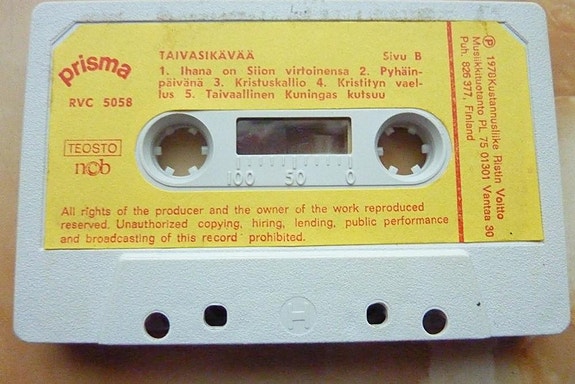 prisma
RVC 5058
TAIVASIKÄVÄÄ Sivu B
1. Ihana on Siion virtoinensa 2. Pyhäin-
päivänä 3. Kristuskallio 4. Kristityn vael-
lus 5. Taivaallinen Kuningas kutsuu
TEOSTO
ncb
100 50 0
All rights of the producer and the owner of the work reproduced
reserved. Unauthorized copying, hiring, lending, public performance
and broadcasting of this record prohibited.
Ⓟ 1978 Kustannusliike Ristin Voitto
Musiikkituotanto PL 75 01301 Vantaa 30
Puh. 826 377, Finland